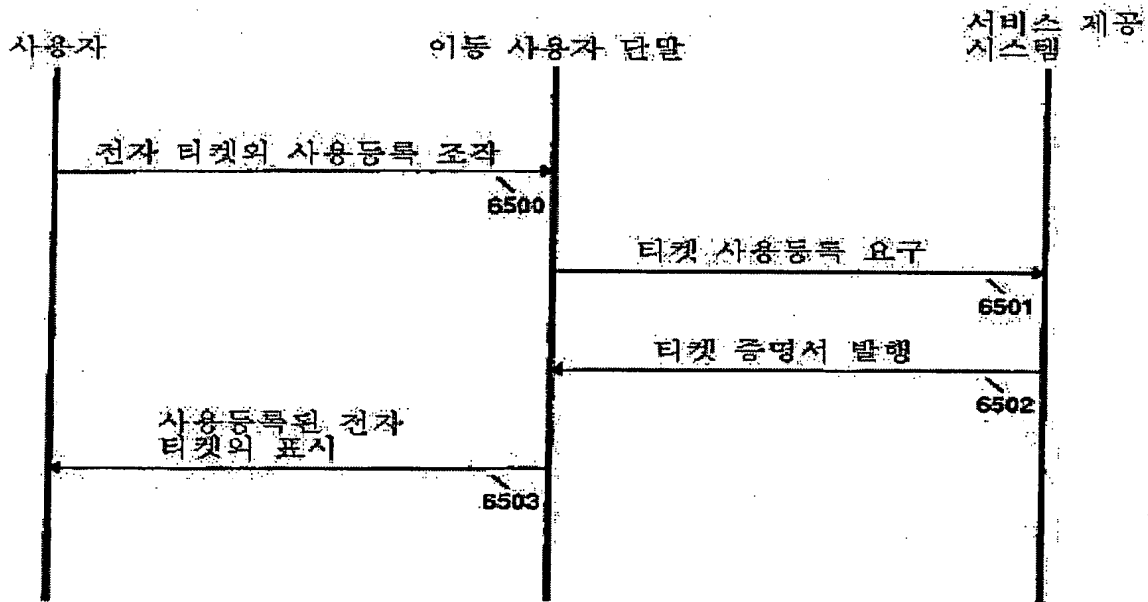 사용자
이동 사용자 단말
서비스 제공
시스템
전자 티켓의 사용등록 조작
6500
티켓 사용등록 요구
6501
티켓 증명서 발행
6502
사용등록된 전자
티켓의 표시
6503